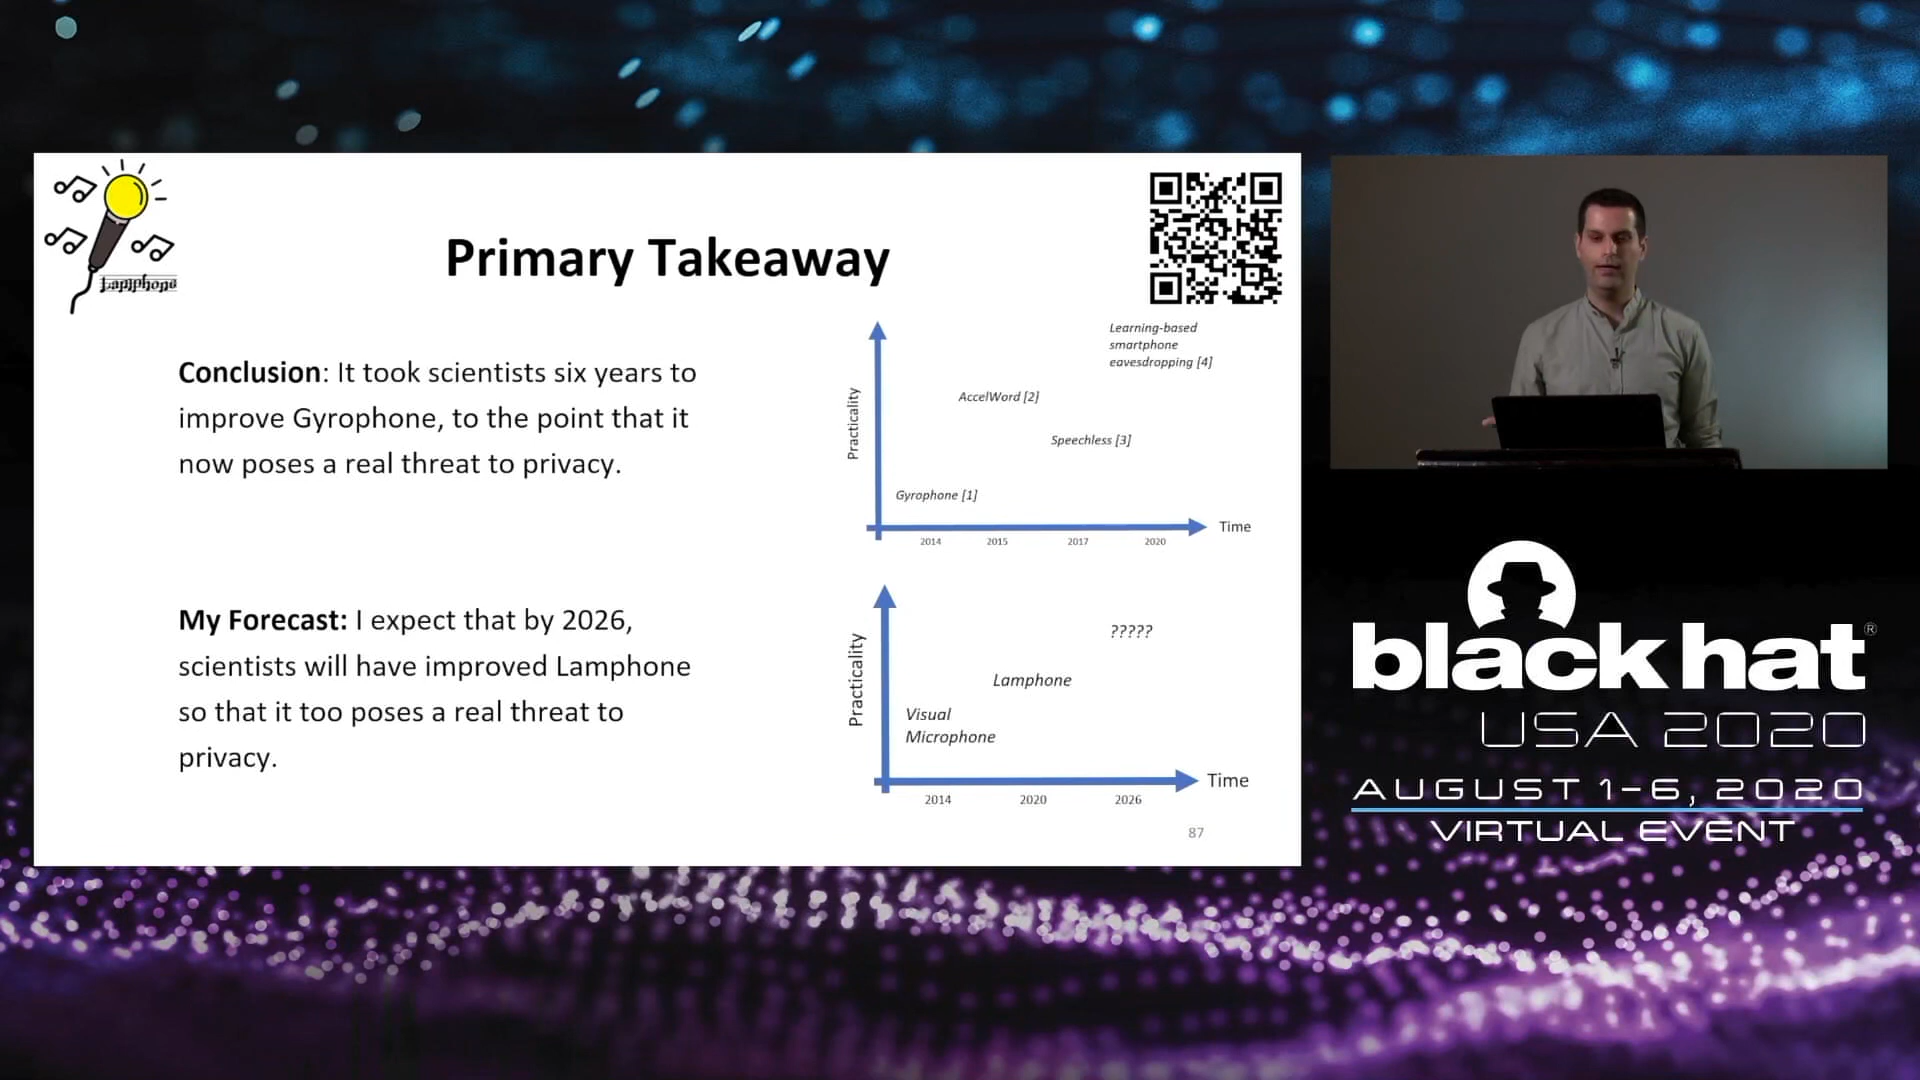 Lamphone
Primary Takeaway
Conclusion: It took scientists six years to
improve Gyrophone, to the point that it
now poses a real threat to privacy.
My Forecast: I expect that by 2026,
scientists will have improved Lamphone
so that it too poses a real threat to
privacy.
Practicality
Learning-based
smartphone
eavesdropping [4]
AccelWord [2]
Speechless [3]
Gyrophone [1]
Time
2014 2015 2017 2020
Practicality
?????
Lamphone
Visual
Microphone
Time
2014 2020 2026
87
black hat®
USA 2020
AUGUST 1-6, 2020
VIRTUAL EVENT